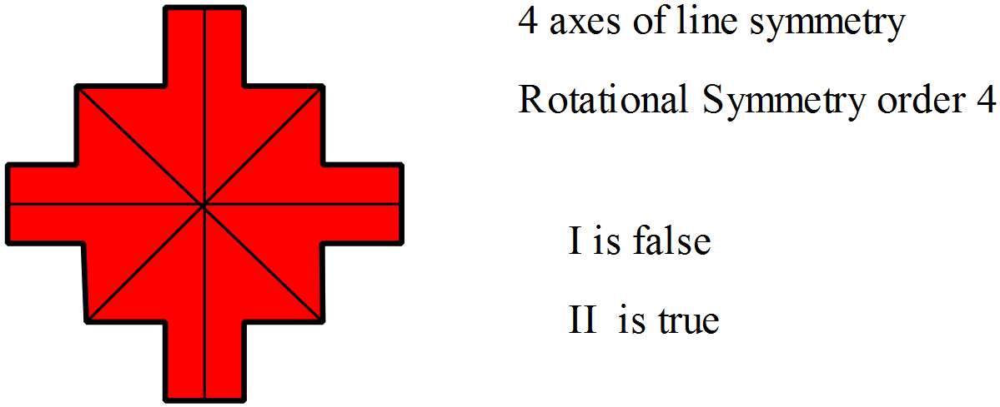 4 axes of line symmetry
Rotational Symmetry order 4
I is false
II is true